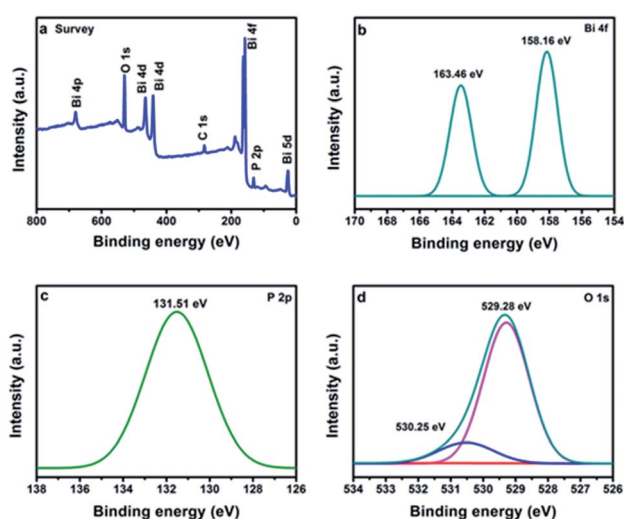 a Survey
Intensity (a.u.)
Bi 4p
O 1s
Bi 4d
Bi 4d
C 1s
Bi 4f
P 2p
Bi 5d
800 600 400 200 0
Binding energy (eV)
b Bi 4f
Intensity (a.u.)
163.46 eV
158.16 eV
170 168 166 164 162 160 158 156 154
Binding energy (eV)
c P 2p
Intensity (a.u.)
131.51 eV
138 136 134 132 130 128 126
Binding energy (eV)
d O 1s
Intensity (a.u.)
529.28 eV
530.25 eV
534 533 532 531 530 529 528 527 526
Binding energy (eV)